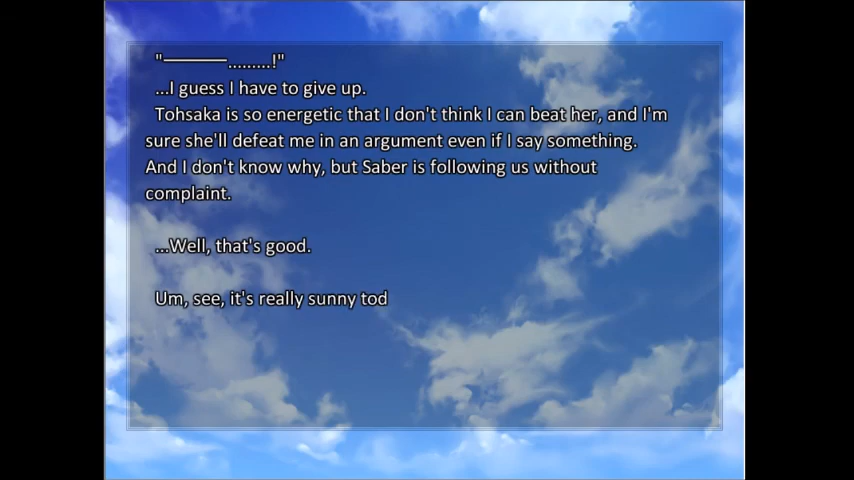 "―――――.........!"
...I guess I have to give up.
Tohsaka is so energetic that I don't think I can beat her, and I'm
sure she'll defeat me in an argument even if I say something.
And I don't know why, but Saber is following us without
complaint.
...Well, that's good.
Um, see, it's really sunny tod